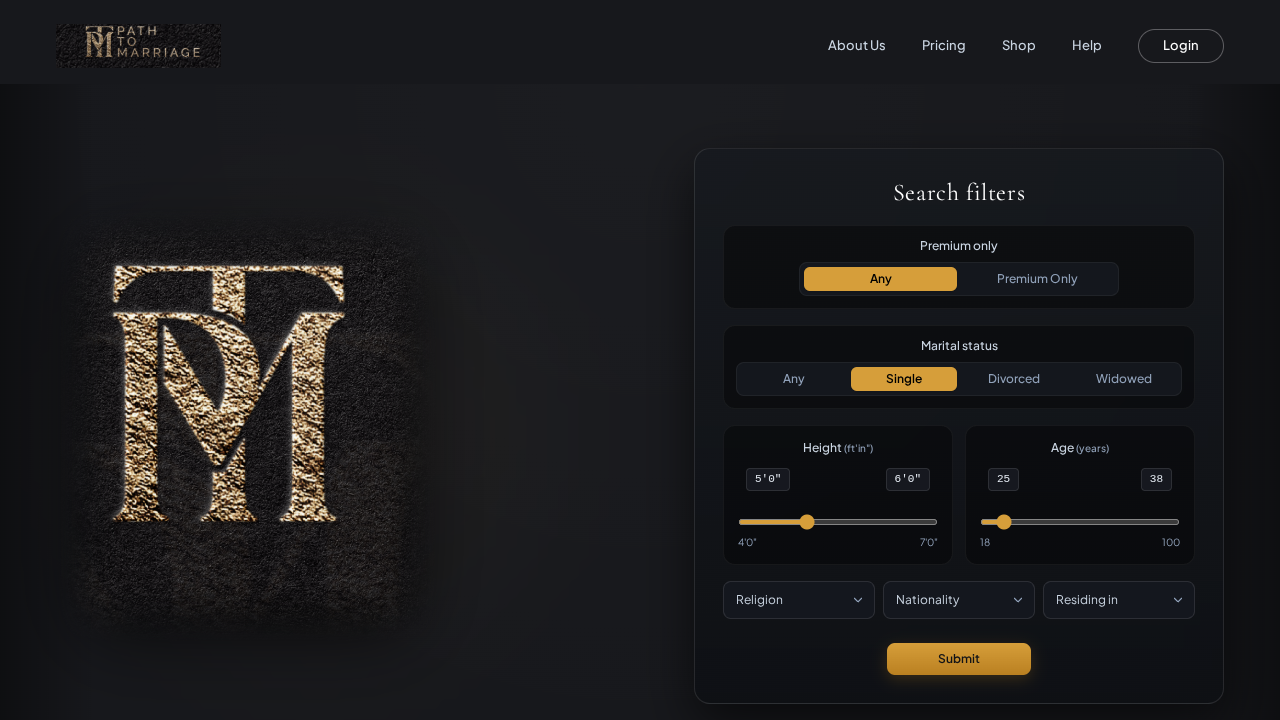 PATH
TO
MARRIAGE
About Us
Pricing
Shop
Help
Login
Search filters
Premium only
Any
Premium Only
Marital status
Any
Single
Divorced
Widowed
Height (ft'in")
5'0"
6'0"
4'0"
7'0"
Age (years)
25
38
18
100
Religion
Nationality
Residing in
Submit